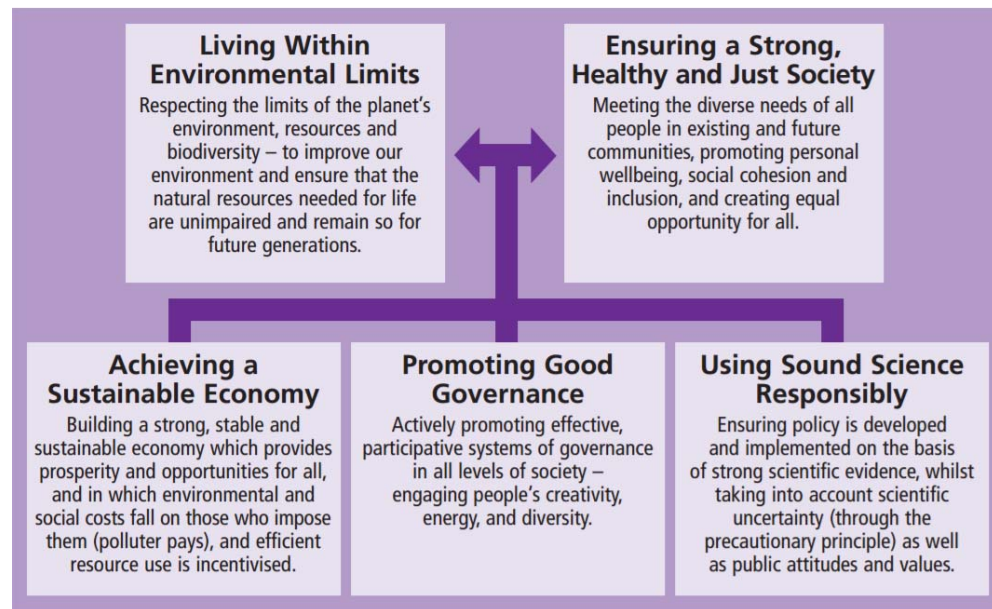 Living Within
Environmental Limits
Respecting the limits of the planet's
environment, resources and
biodiversity – to improve our
environment and ensure that the
natural resources needed for life
are unimpaired and remain so for
future generations.
Ensuring a Strong,
Healthy and Just Society
Meeting the diverse needs of all
people in existing and future
communities, promoting personal
wellbeing, social cohesion and
inclusion, and creating equal
opportunity for all.
Achieving a
Sustainable Economy
Building a strong, stable and
sustainable economy which provides
prosperity and opportunities for all,
and in which environmental and
social costs fall on those who impose
them (polluter pays), and efficient
resource use is incentivised.
Promoting Good
Governance
Actively promoting effective,
participative systems of governance
in all levels of society –
engaging people's creativity,
energy, and diversity.
Using Sound Science
Responsibly
Ensuring policy is developed
and implemented on the basis
of strong scientific evidence, whilst
taking into account scientific
uncertainty (through the
precautionary principle) as well
as public attitudes and values.